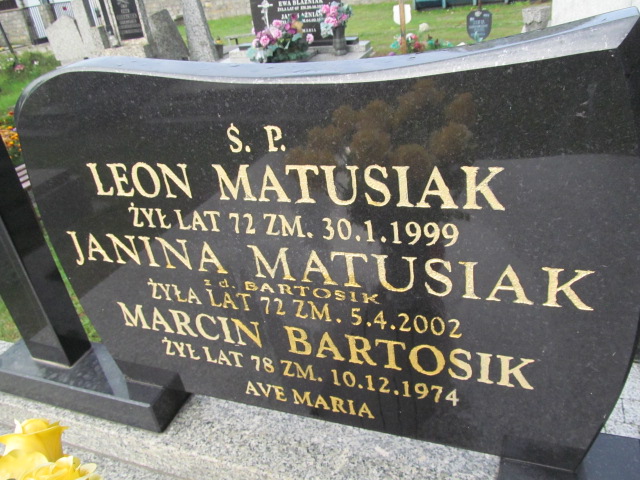 Ś. P.
LEON MATUSIAK
ŻYŁ LAT 72 ZM. 30.1.1999
JANINA MATUSIAK
z d. BARTOSIK
ŻYŁA LAT 72 ZM. 5.4.2002
MARCIN BARTOSIK
ŻYŁ LAT 78 ZM. 10.12.1974
AVE MARIA